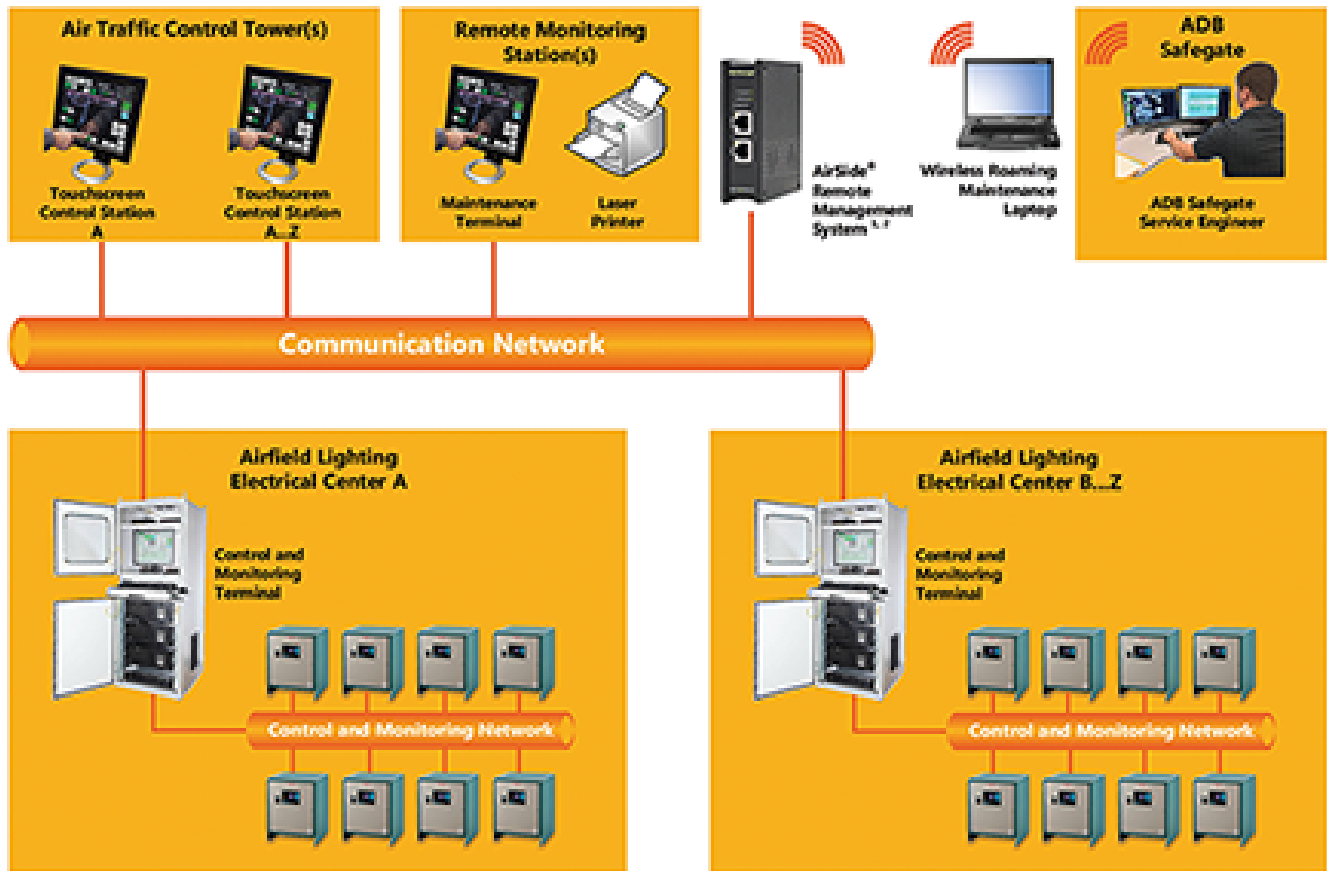 Air Traffic Control Tower(s)
Touchscreen
Control Station
A
Touchscreen
Control Station
A...Z
Remote Monitoring
Station(s)
Maintenance
Terminal
Laser
Printer
AirSide®
Remote
Management
System
Wireless Roaming
Maintenance
Laptop
ADB
Safegate
ADB Safegate
Service Engineer
Communication Network
Airfield Lighting
Electrical Center A
Control and
Monitoring
Terminal
Control and Monitoring Network
Airfield Lighting
Electrical Center B...Z
Control and
Monitoring
Terminal
Control and Monitoring Network